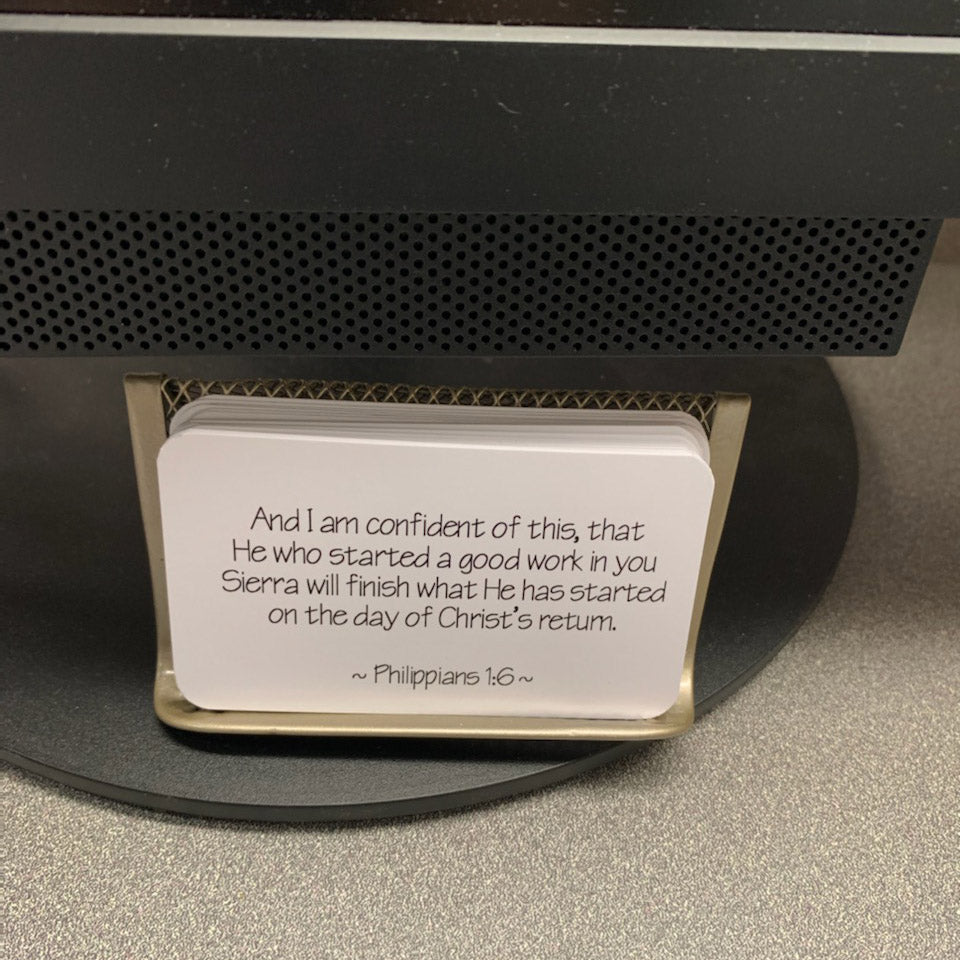 And I am confident of this, that
He who started a good work in you
Sierra will finish what He has started
on the day of Christ's return.
~ Philippians 1:6 ~